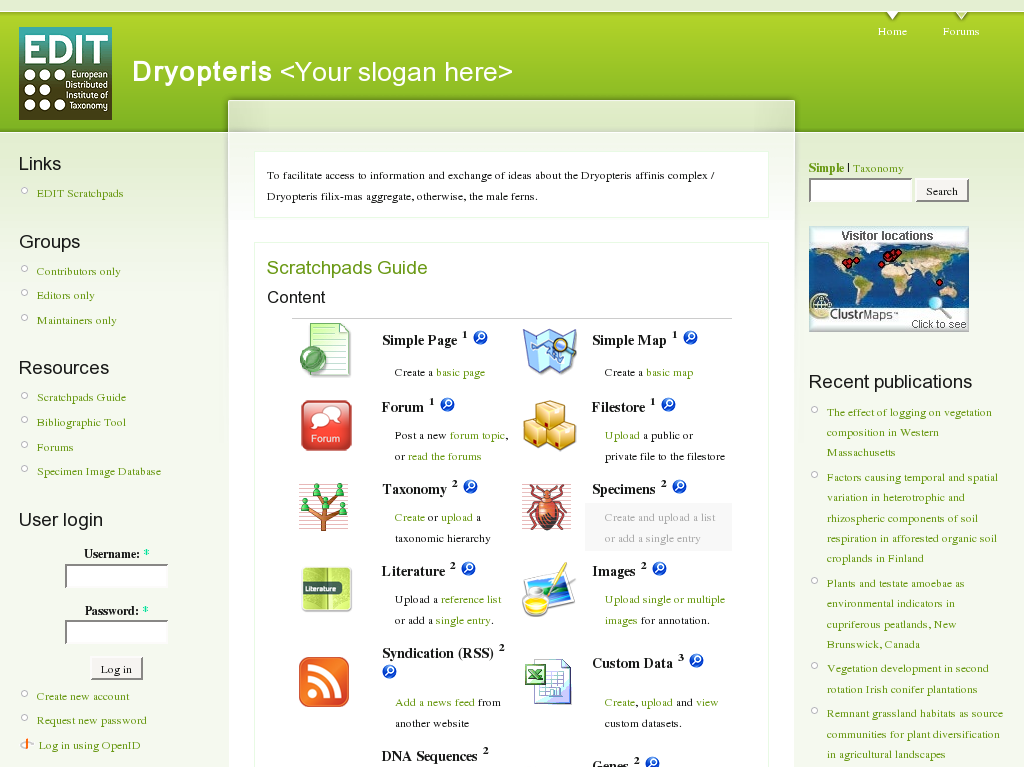 Home
Forums
EDIT
European
Distributed
Institute of
Taxonomy
Dryopteris <Your slogan here>
Links
EDIT Scratchpads
Groups
Contributors only
Editors only
Maintainers only
Resources
Scratchpads Guide
Bibliographic Tool
Forums
Specimen Image Database
User login
Username: *
Password: *
Log in
Create new account
Request new password
Log in using OpenID
To facilitate access to information and exchange of ideas about the Dryopteris affinis complex /
Dryopteris filix-mas aggregate, otherwise, the male ferns.
Scratchpads Guide
Content
Simple Page 1
Create a basic page
Simple Map 1
Create a basic map
Forum
Forum 1
Post a new forum topic,
or read the forums
Filestore 1
Upload a public or
private file to the filestore
Taxonomy 2
Create or upload a
taxonomic hierarchy
Specimens 2
Create and upload a list
or add a single entry
Literature
Literature 2
Upload a reference list
or add a single entry.
Images 2
Upload single or multiple
images for annotation.
Syndication (RSS) 2
Add a news feed from
another website
Custom Data 3
Create, upload and view
custom datasets.
DNA Sequences 2
Genes 2
Simple | Taxonomy
Search
Visitor locations
ClustrMaps™
Click to see
Recent publications
The effect of logging on vegetation
composition in Western
Massachusetts
Factors causing temporal and spatial
variation in heterotrophic and
rhizospheric components of soil
respiration in afforested organic soil
croplands in Finland
Plants and testate amoebae as
environmental indicators in
cupriferous peatlands, New
Brunswick, Canada
Vegetation development in second
rotation Irish conifer plantations
Remnant grassland habitats as source
communities for plant diversification
in agricultural landscapes